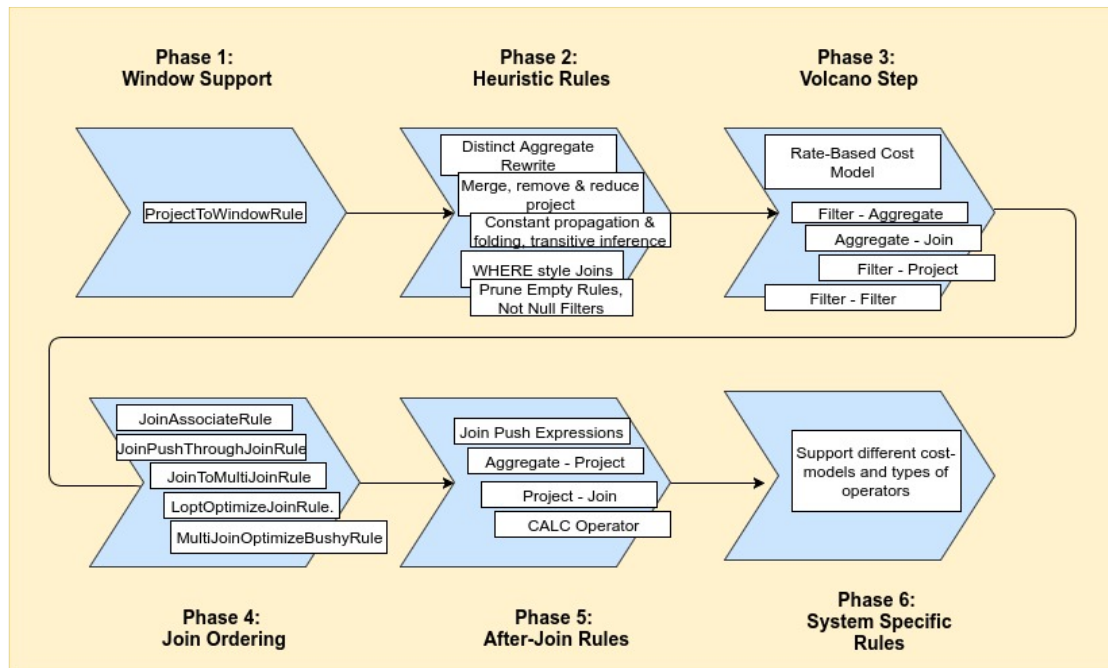 Phase 1:
Window Support
Phase 2:
Heuristic Rules
Phase 3:
Volcano Step
ProjectToWindowRule
Distinct Aggregate
Rewrite
Merge, remove & reduce
project
Constant propagation &
folding, transitive inference
WHERE style Joins
Prune Empty Rules,
Not Null Filters
Rate-Based Cost
Model
Filter - Aggregate
Aggregate - Join
Filter - Project
Filter - Filter
JoinAssociateRule
JoinPushThroughJoinRule
JoinToMultiJoinRule
LoptOptimizeJoinRule.
MultiJoinOptimizeBushyRule
Join Push Expressions
Aggregate - Project
Project - Join
CALC Operator
Support different cost-
models and types of
operators
Phase 4:
Join Ordering
Phase 5:
After-Join Rules
Phase 6:
System Specific
Rules